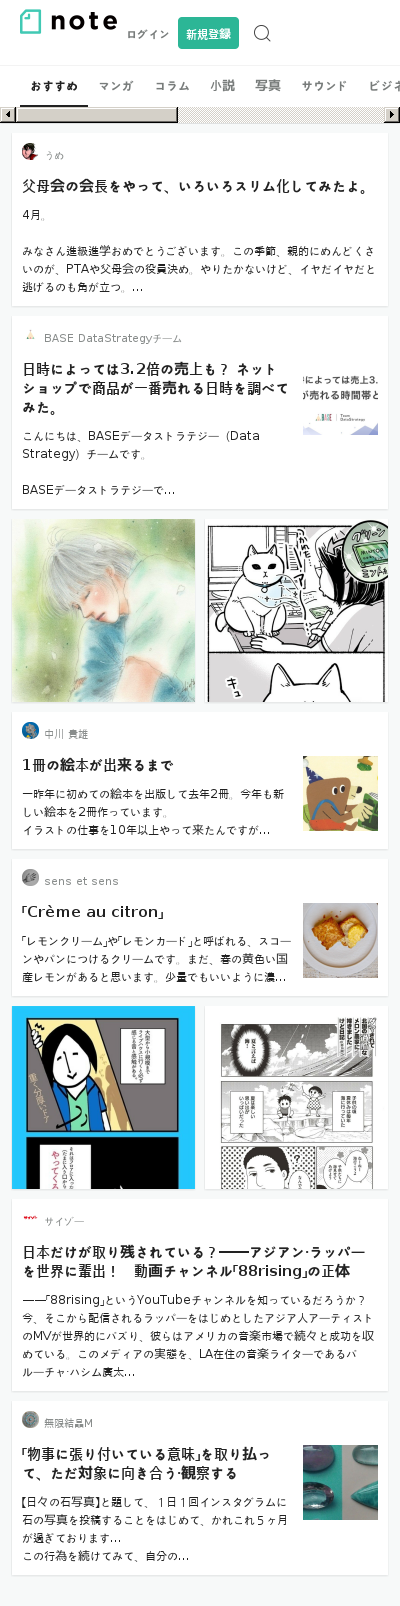 note
ログイン
新規登録
おすすめ マンガ コラム 小説 写真 サウンド ビジネ
うめ
父母会の会長をやって、いろいろスリム化してみたよ。
4月。
みなさん進級進学おめでとうございます。この季節、親的にめんどくさ
いのが、PTAや父母会の役員決め。やりたかないけど、イヤだイヤだと
逃げるのも角が立つ。...
BASE DataStrategyチーム
日時によっては3.2倍の売上も？ ネット
ショップで商品が一番売れる日時を調べて
みた。
によっては売上3.
が売れる時間帯と
BASE
Team
DataStrategy
こんにちは、BASEデータストラテジー（Data
Strategy）チームです。
BASEデータストラテジーで...
グリーン
ミント
キュ
中川 貴雄
1冊の絵本が出来るまで
一昨年に初めての絵本を出版して去年2冊。今年も新
しい絵本を2冊作っています。
イラストの仕事を10年以上やって来たんですが...
sens et sens
「Crème au citron」
「レモンクリーム」や「レモンカード」と呼ばれる、スコー
ンやパンにつけるクリームです。まだ、春の黄色い国
産レモンがあると思います。少量でもいいように濃...
サイゾー
日本だけが取り残されている？――アジアン・ラッパー
を世界に輩出！　動画チャンネル「88rising」の正体
――「88rising」というYouTubeチャンネルを知っているだろうか？
今、そこから配信されるラッパーをはじめとしたアジア人アーティスト
のMVが世界的にバズり、彼らはアメリカの音楽市場で続々と成功を収
めている。このメディアの実態を、LA在住の音楽ライターであるバ
ルーチャ・ハシム廣太...
無限結晶M
「物事に張り付いている意味」を取り払っ
て、ただ対象に向き合う・観察する
【日々の石写真】と題して、１日１回インスタグラムに
石の写真を投稿することをはじめて、かれこれ５ヶ月
が過ぎております...
この行為を続けてみて、自分の...